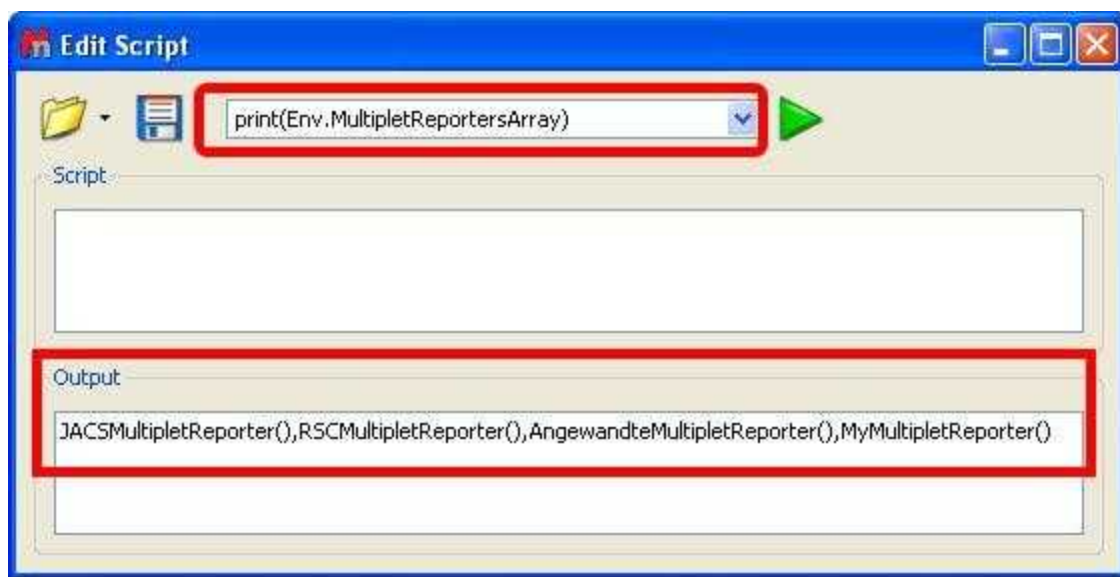 Edit Script
print(Env.MultipletReportersArray)
Script
Output
JACSMultipletReporter(),RSCMultipletReporter(),AngewandteMultipletReporter(),MyMultipletReporter()